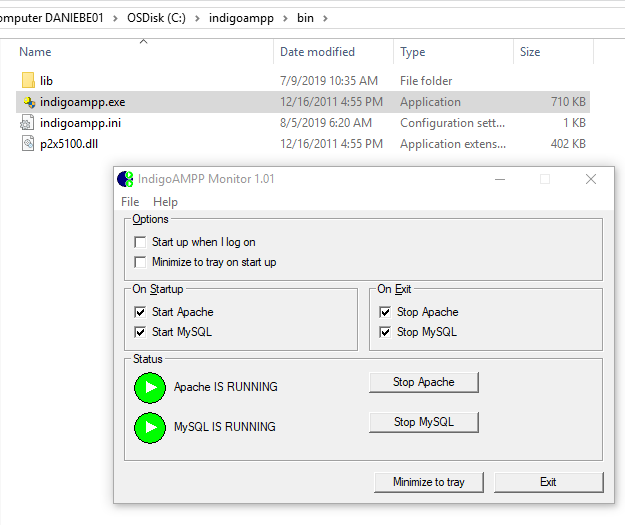 omputer DANIEBE01 > OSDisk (C:) > indigoampp > bin >
Name Date modified Type Size
lib 7/9/2019 10:35 AM File folder
indigoampp.exe 12/16/2011 4:55 PM Application 710 KB
indigoampp.ini 8/5/2019 6:20 AM Configuration sett... 1 KB
p2x5100.dll 12/16/2011 4:55 PM Application extens... 402 KB
IndigoAMPP Monitor 1.01
File Help
Options
Start up when I log on
Minimize to tray on start up
On Startup On Exit
Start Apache Stop Apache
Start MySQL Stop MySQL
Status
Apache IS RUNNING Stop Apache
MySQL IS RUNNING Stop MySQL
Minimize to tray Exit